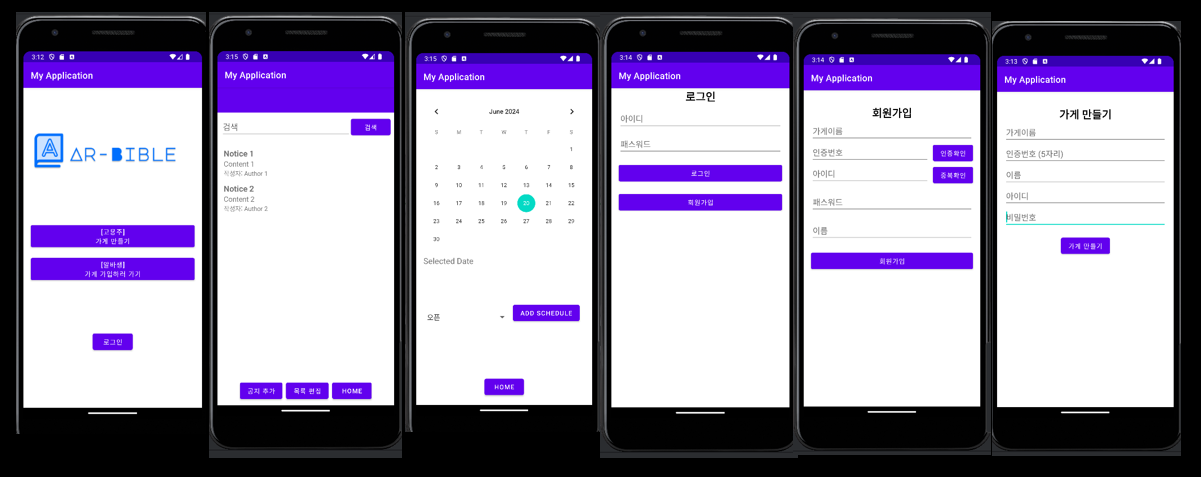 3:12
My Application
AR-BIBLE
[고용주]
가게 만들기
[알바생]
가게 가입하러 가기
로그인
3:15
My Application
검색
검색
Notice 1
Content 1
작성자: Author 1
Notice 2
Content 2
작성자: Author 2
공지 추가
목록 편집
HOME
3:15
My Application
June 2024
S M T W T F S
1
2 3 4 5 6 7 8
9 10 11 12 13 14 15
16 17 18 19 20 21 22
23 24 25 26 27 28 29
30
Selected Date
오픈
ADD SCHEDULE
HOME
3:14
My Application
로그인
아이디
패스워드
로그인
회원가입
3:14
My Application
회원가입
가게이름
인증번호
인증확인
아이디
중복확인
패스워드
이름
회원가입
3:13
My Application
가게 만들기
가게이름
인증번호 (5자리)
이름
아이디
비밀번호
가게 만들기